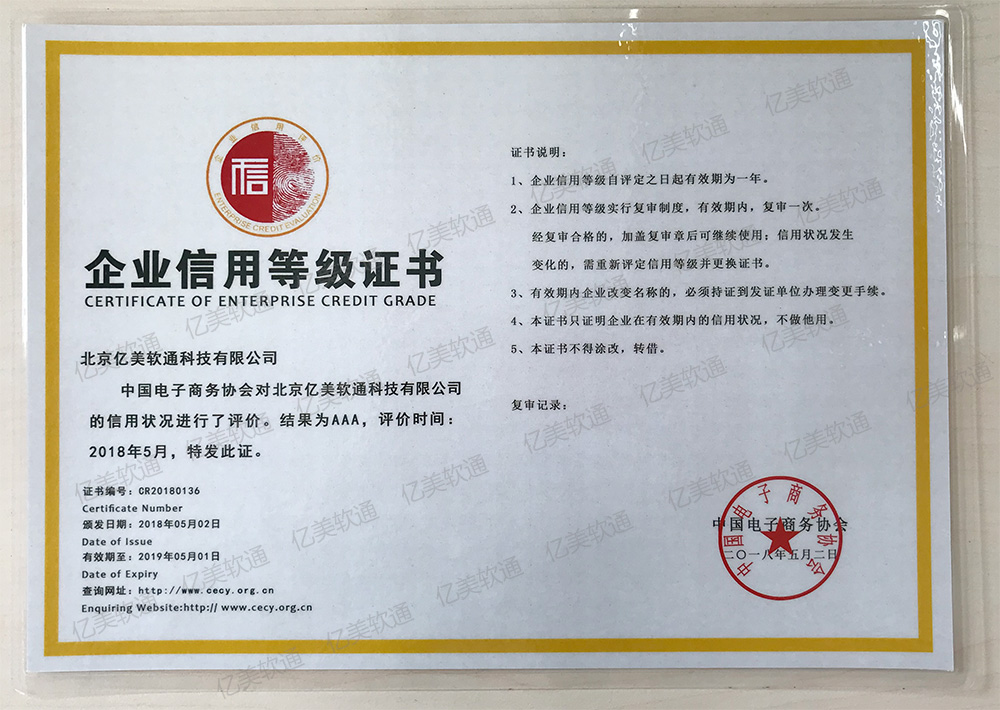 企业信用评价
信
ENTERPRISE CREDIT EVALUATION
企业信用等级证书
CERTIFICATE OF ENTERPRISE CREDIT GRADE
北京亿美软通科技有限公司
中国电子商务协会对北京亿美软通科技有限公司
的信用状况进行了评价。结果为AAA，评价时间：
2018年5月，特发此证。
证书编号：CR20180136
Certificate Number
颁发日期：2018年05月02日
Date of Issue
有效期至：2019年05月01日
Date of Expiry
查询网址：http://www.cecy.org.cn
Enquiring Website:http:// www.cecy.org.cn
证书说明：
1、企业信用等级自评定之日起有效期为一年。
2、企业信用等级实行复审制度，有效期内，复审一次。
经复审合格的，加盖复审章后可继续使用；信用状况发生
变化的，需重新评定信用等级并更换证书。
3、有效期内企业改变名称的，必须持证到发证单位办理变更手续。
4、本证书只证明企业在有效期内的信用状况，不做他用。
5、本证书不得涂改，转借。
复审记录：
中国电子商务协会
二〇一八年五月二日
中国电子商务协会
亿美软通